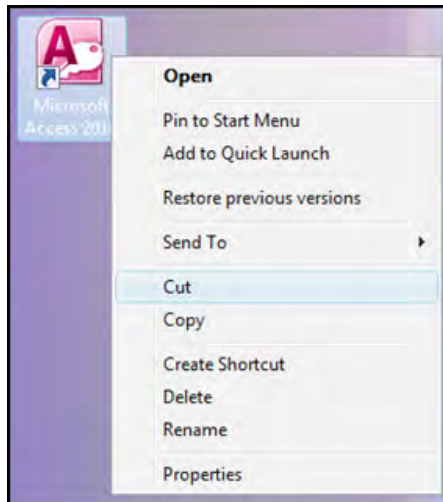 Microsoft
Access 201
Open
Pin to Start Menu
Add to Quick Launch
Restore previous versions
Send To
Cut
Copy
Create Shortcut
Delete
Rename
Properties